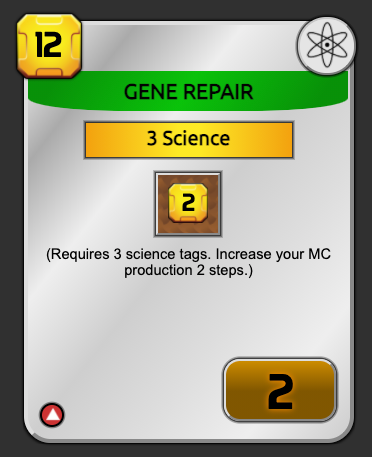 12
GENE REPAIR
3 Science
2
(Requires 3 science tags. Increase your MC
production 2 steps.)
2